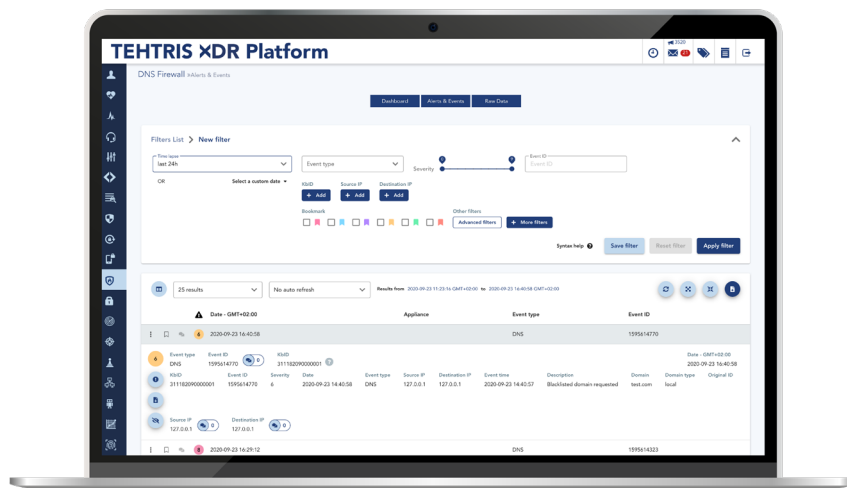 3520
TEHTRIS XDR Platform
21
DNS Firewall »Alerts & Events
Dashboard Alerts & Events Raw Data
Filters List > New filter
Time lapse Event ID
last 24h Event type Severity Event ID
OR Select a custom date KbID Source IP Destination IP
+ Add + Add + Add
Bookmark Other filters
Advanced filters + More filters
Syntax help ? Save filter Reset filter Apply filter
25 results No auto refresh Results from 2020-09-23 11:23:16 GMT+02:00 to 2020-09-23 16:40:58 GMT+02:00
Date - GMT+02:00 Appliance Event type Event ID
6 2020-09-23 16:40:58 DNS 1595614770
6 Event type Event ID KbID Date - GMT+02:00
DNS 1595614770 0 311182090000001 ? 2020-09-23 16:40:58
KbID Event ID Severity Date Event type Source IP Destination IP Event time Description Domain Domain type Original ID
311182090000001 1595614770 6 2020-09-23 14:40:58 DNS 127.0.0.1 127.0.0.1 2020-09-23 14:43:57 Blacklisted domain requested test.com local
Source IP Destination IP
127.0.0.1 0 127.0.0.1 0
8 2020-09-23 16:29:12 DNS 1595614323